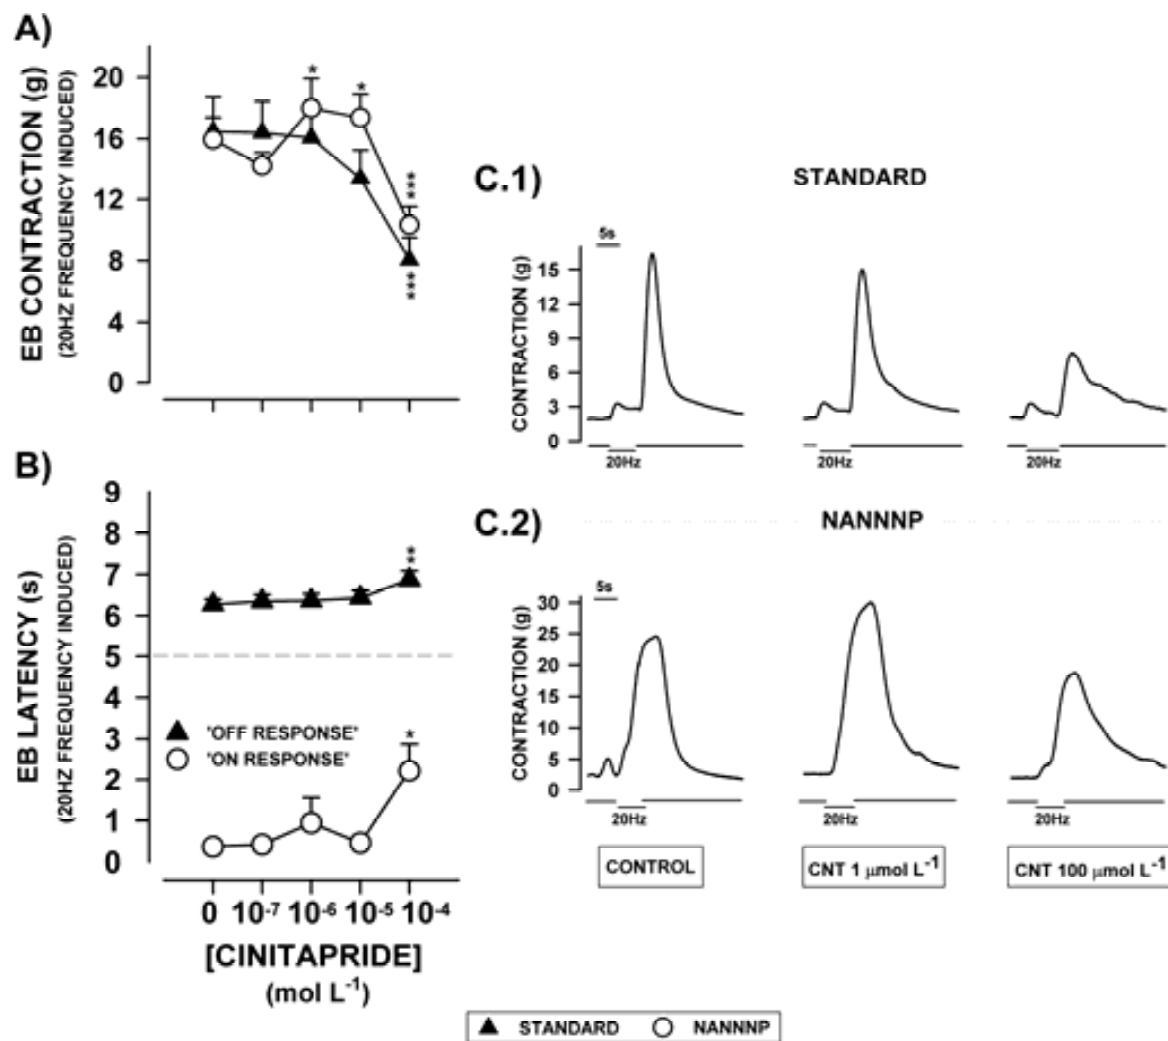 A)
EB CONTRACTION (g)
(20HZ FREQUENCY INDUCED)
20
16
12
8
4
0
*
*
***
***
B)
EB LATENCY (s)
(20HZ FREQUENCY INDUCED)
9
8
7
6
5
4
3
2
1
0
**
*
"OFF RESPONSE"
"ON RESPONSE"
0 10⁻⁷ 10⁻⁶ 10⁻⁵ 10⁻⁴
[CINITAPRIDE]
(mol L⁻¹)
C.1)
STANDARD
5s
CONTRACTION (g)
15
12
9
6
3
0
20Hz 20Hz 20Hz
C.2)
NANNNP
5s
CONTRACTION (g)
30
25
20
15
10
5
0
20Hz 20Hz 20Hz
CONTROL CNT 1 µmol L⁻¹ CNT 100 µmol L⁻¹
STANDARD NANNNP